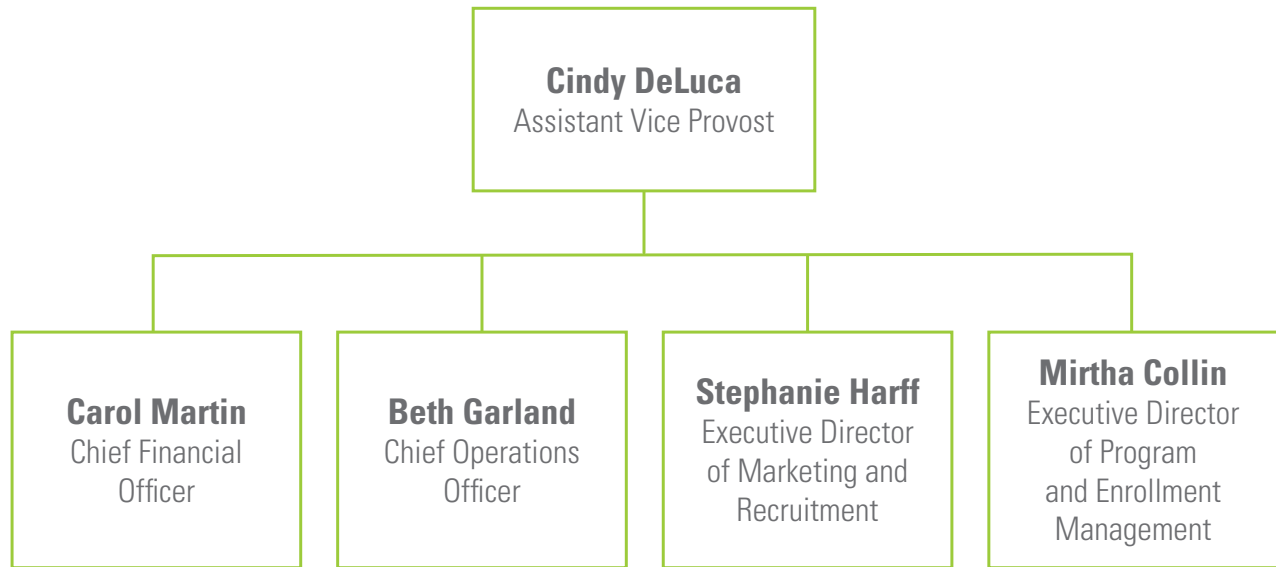 Cindy DeLuca
Assistant Vice Provost
Carol Martin
Chief Financial
Officer
Beth Garland
Chief Operations
Officer
Stephanie Harff
Executive Director
of Marketing and
Recruitment
Mirtha Collin
Executive Director
of Program
and Enrollment
Management